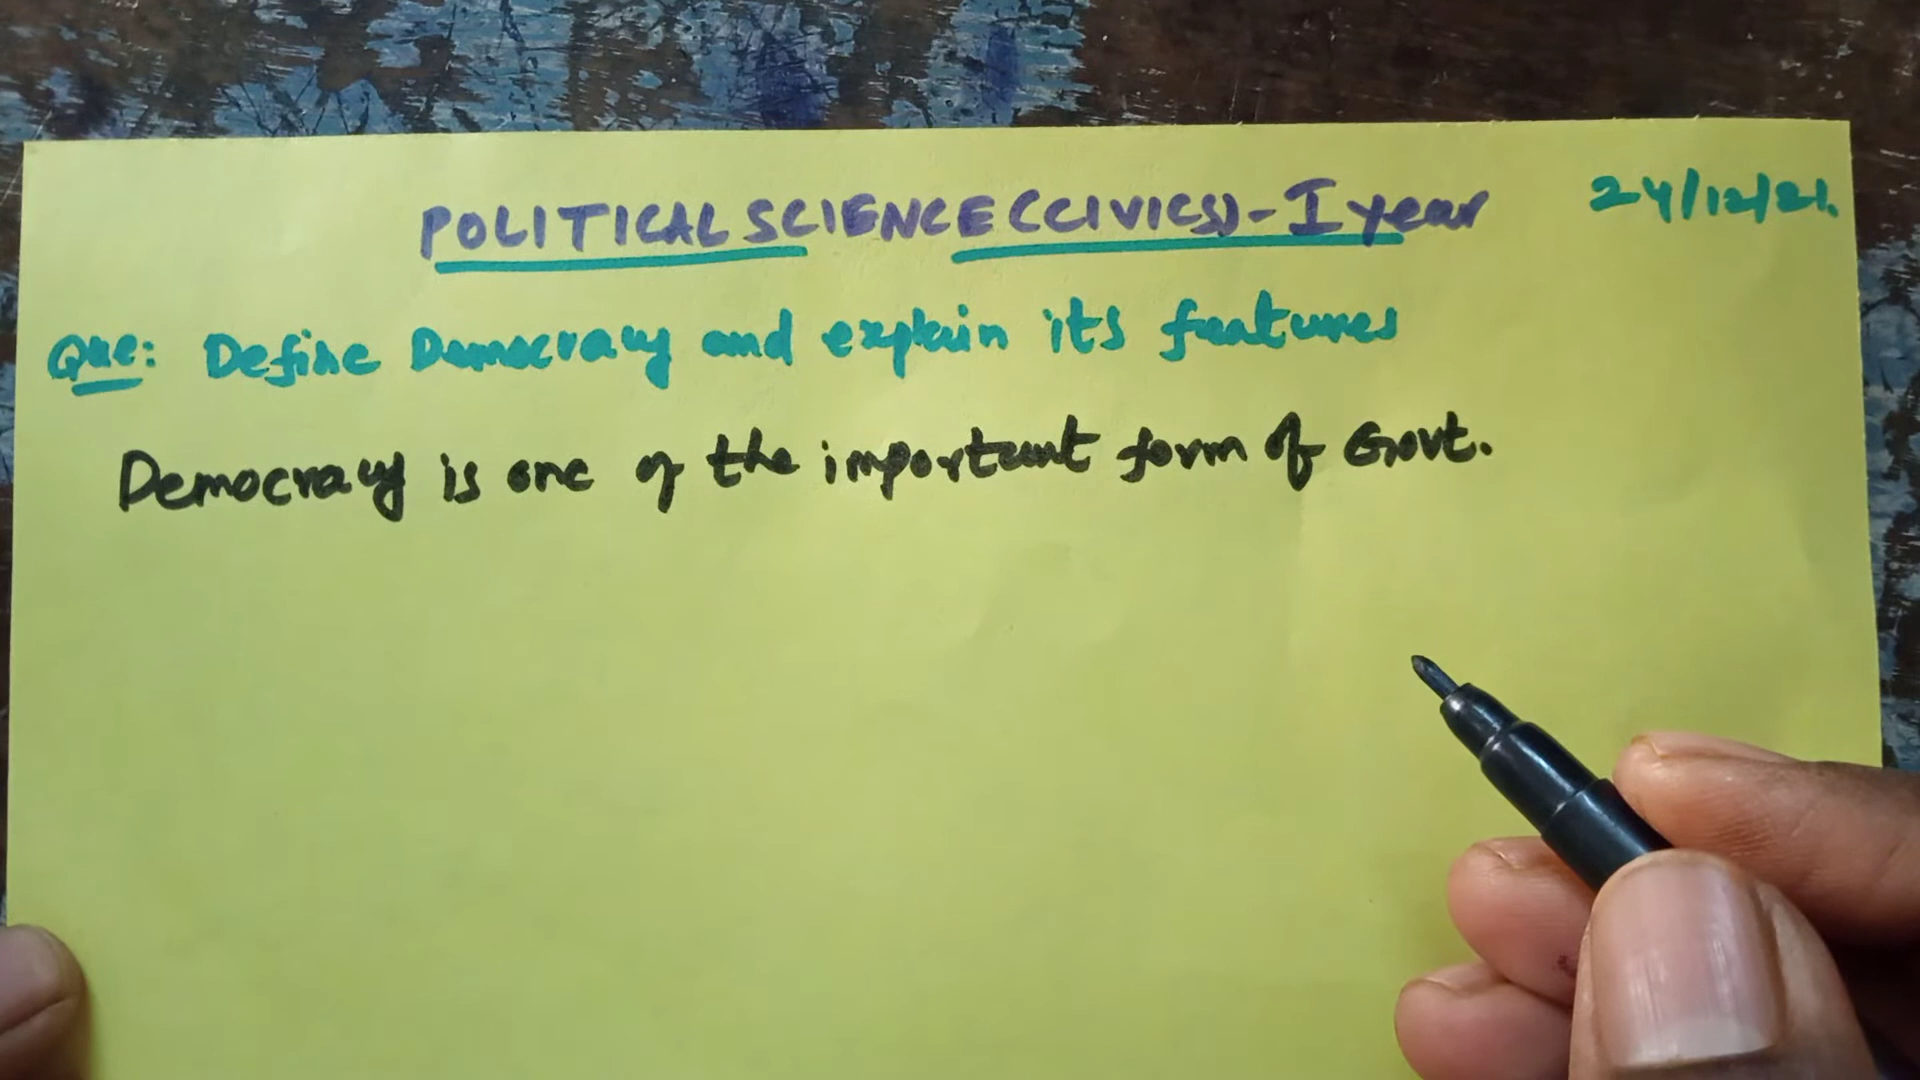 POLITICAL SCIENCE (CIVICS) - I year 24/12/21.
Que: Define Democracy and explain its features
Democracy is one of the important form of Govt.